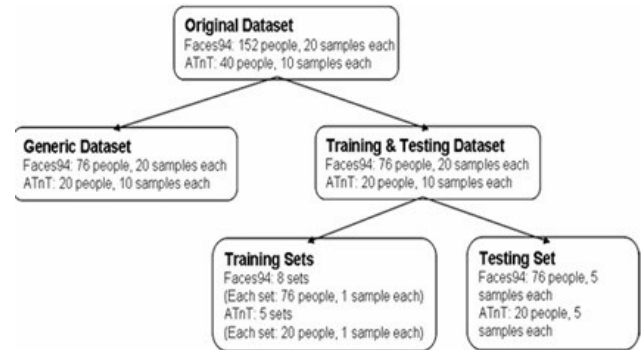 Original Dataset
Faces94: 152 people, 20 samples each
ATnT: 40 people, 10 samples each
Generic Dataset
Faces94: 76 people, 20 samples each
ATnT: 20 people, 10 samples each
Training & Testing Dataset
Faces94: 76 people, 20 samples each
ATnT: 20 people, 10 samples each
Training Sets
Faces94: 8 sets
(Each set: 76 people, 1 sample each)
ATnT: 5 sets
(Each set: 20 people, 1 sample each)
Testing Set
Faces94: 76 people, 5
samples each
ATnT: 20 people, 5
samples each